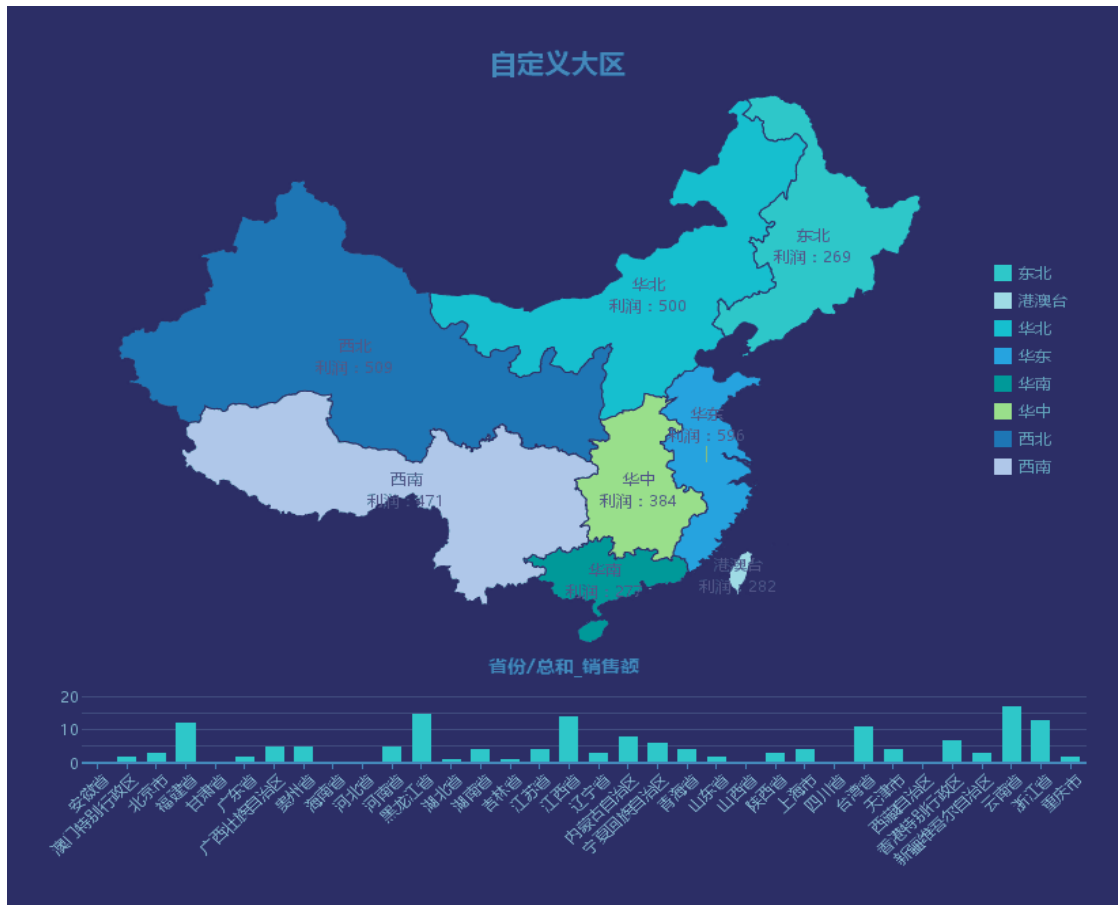 自定义大区
东北
利润：269
华北
利润：500
西北
利润：509
华东
利润：596
西南
利润：471
华中
利润：384
华南
利润：277
港澳台
利润：282
东北
港澳台
华北
华东
华南
华中
西北
西南
省份/总和_销售额
20
10
0
安徽省
澳门特别行政区
北京市
福建省
甘肃省
广东省
广西壮族自治区
贵州省
海南省
河北省
河南省
黑龙江省
湖北省
湖南省
吉林省
江苏省
江西省
辽宁省
内蒙古自治区
宁夏回族自治区
青海省
山东省
山西省
陕西省
上海市
四川省
台湾省
天津市
西藏自治区
香港特别行政区
新疆维吾尔自治区
云南省
浙江省
重庆市